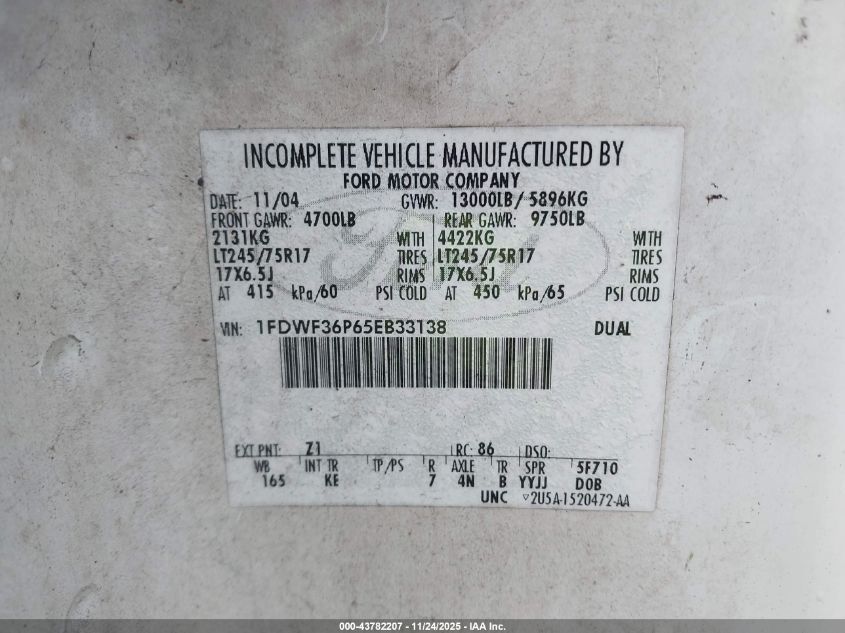 INCOMPLETE VEHICLE MANUFACTURED BY
FORD MOTOR COMPANY
DATE: 11/04 GVWR: 13000LB/ 5896KG
FRONT GAWR: 4700LB REAR GAWR: 9750LB
2131KG WITH 4422KG WITH
LT245/75R17 TIRES LT245/75R17 TIRES
17X6.5J RIMS 17X6.5J RIMS
AT 415 kPa/60 PSI COLD AT 450 kPa/65 PSI COLD
VIN: 1FDWF36P65EB33138 DUAL
EXT PNT: Z1 RC: 86 DSO:
WB INT TR TP/PS R AXLE TR SPR 5F710
165 KE 7 4N B YYJJ DOB
UNC ▽2U5A-1520472-AA
000-43782207 - 11/24/2025 - IAA Inc.